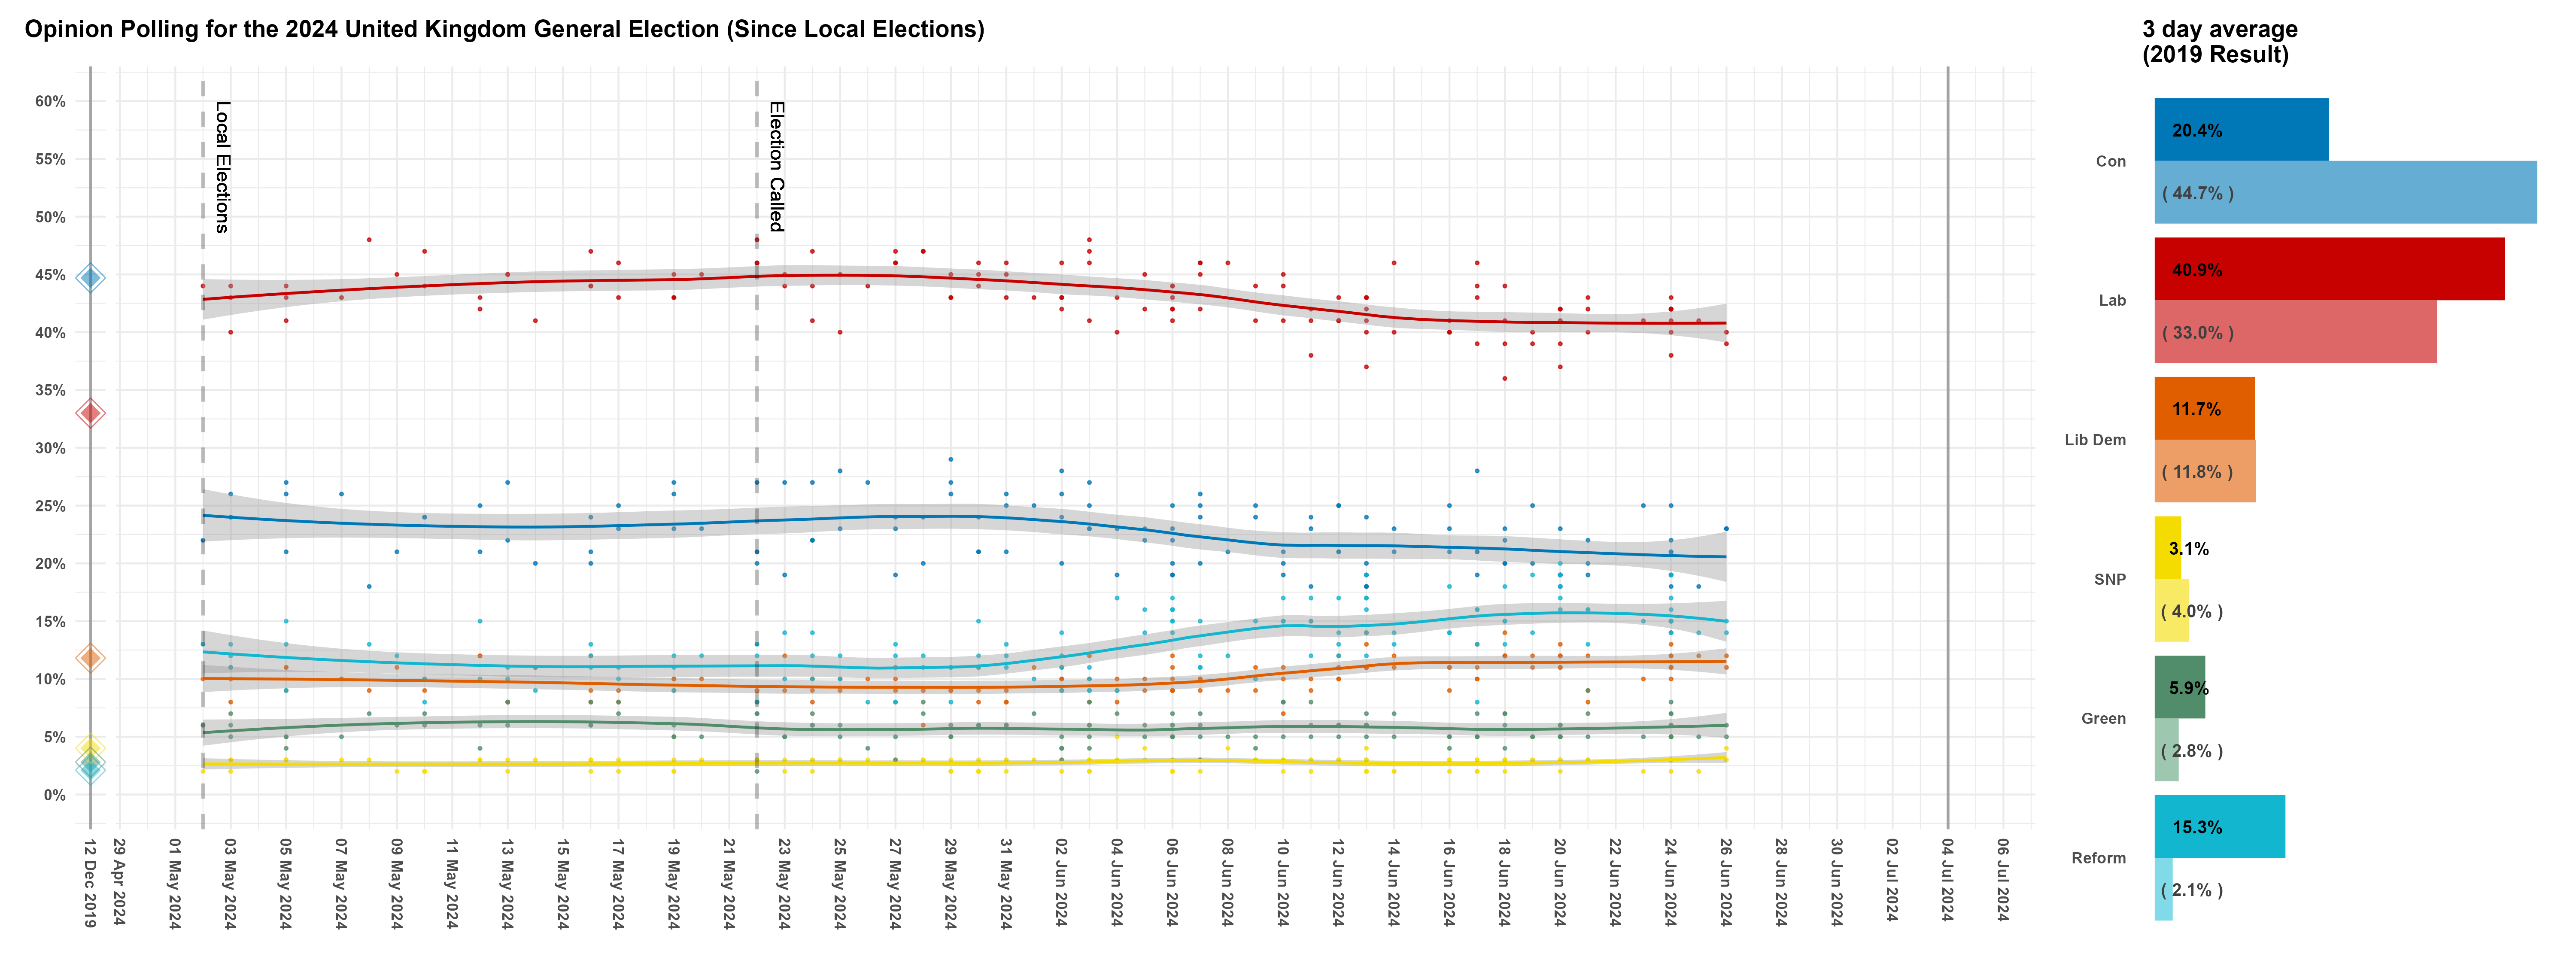 Opinion Polling for the 2024 United Kingdom General Election (Since Local Elections)
60%
55%
50%
45%
40%
35%
30%
25%
20%
15%
10%
5%
0%
Local Elections
Election Called
12 Dec 2019
29 Apr 2024
01 May 2024
03 May 2024
05 May 2024
07 May 2024
09 May 2024
11 May 2024
13 May 2024
15 May 2024
17 May 2024
19 May 2024
21 May 2024
23 May 2024
25 May 2024
27 May 2024
29 May 2024
31 May 2024
02 Jun 2024
04 Jun 2024
06 Jun 2024
08 Jun 2024
10 Jun 2024
12 Jun 2024
14 Jun 2024
16 Jun 2024
18 Jun 2024
20 Jun 2024
22 Jun 2024
24 Jun 2024
26 Jun 2024
28 Jun 2024
30 Jun 2024
02 Jul 2024
04 Jul 2024
06 Jul 2024
3 day average
(2019 Result)
Con
20.4%
( 44.7% )
Lab
40.9%
( 33.0% )
Lib Dem
11.7%
( 11.8% )
SNP
3.1%
( 4.0% )
Green
5.9%
( 2.8% )
Reform
15.3%
( 2.1% )